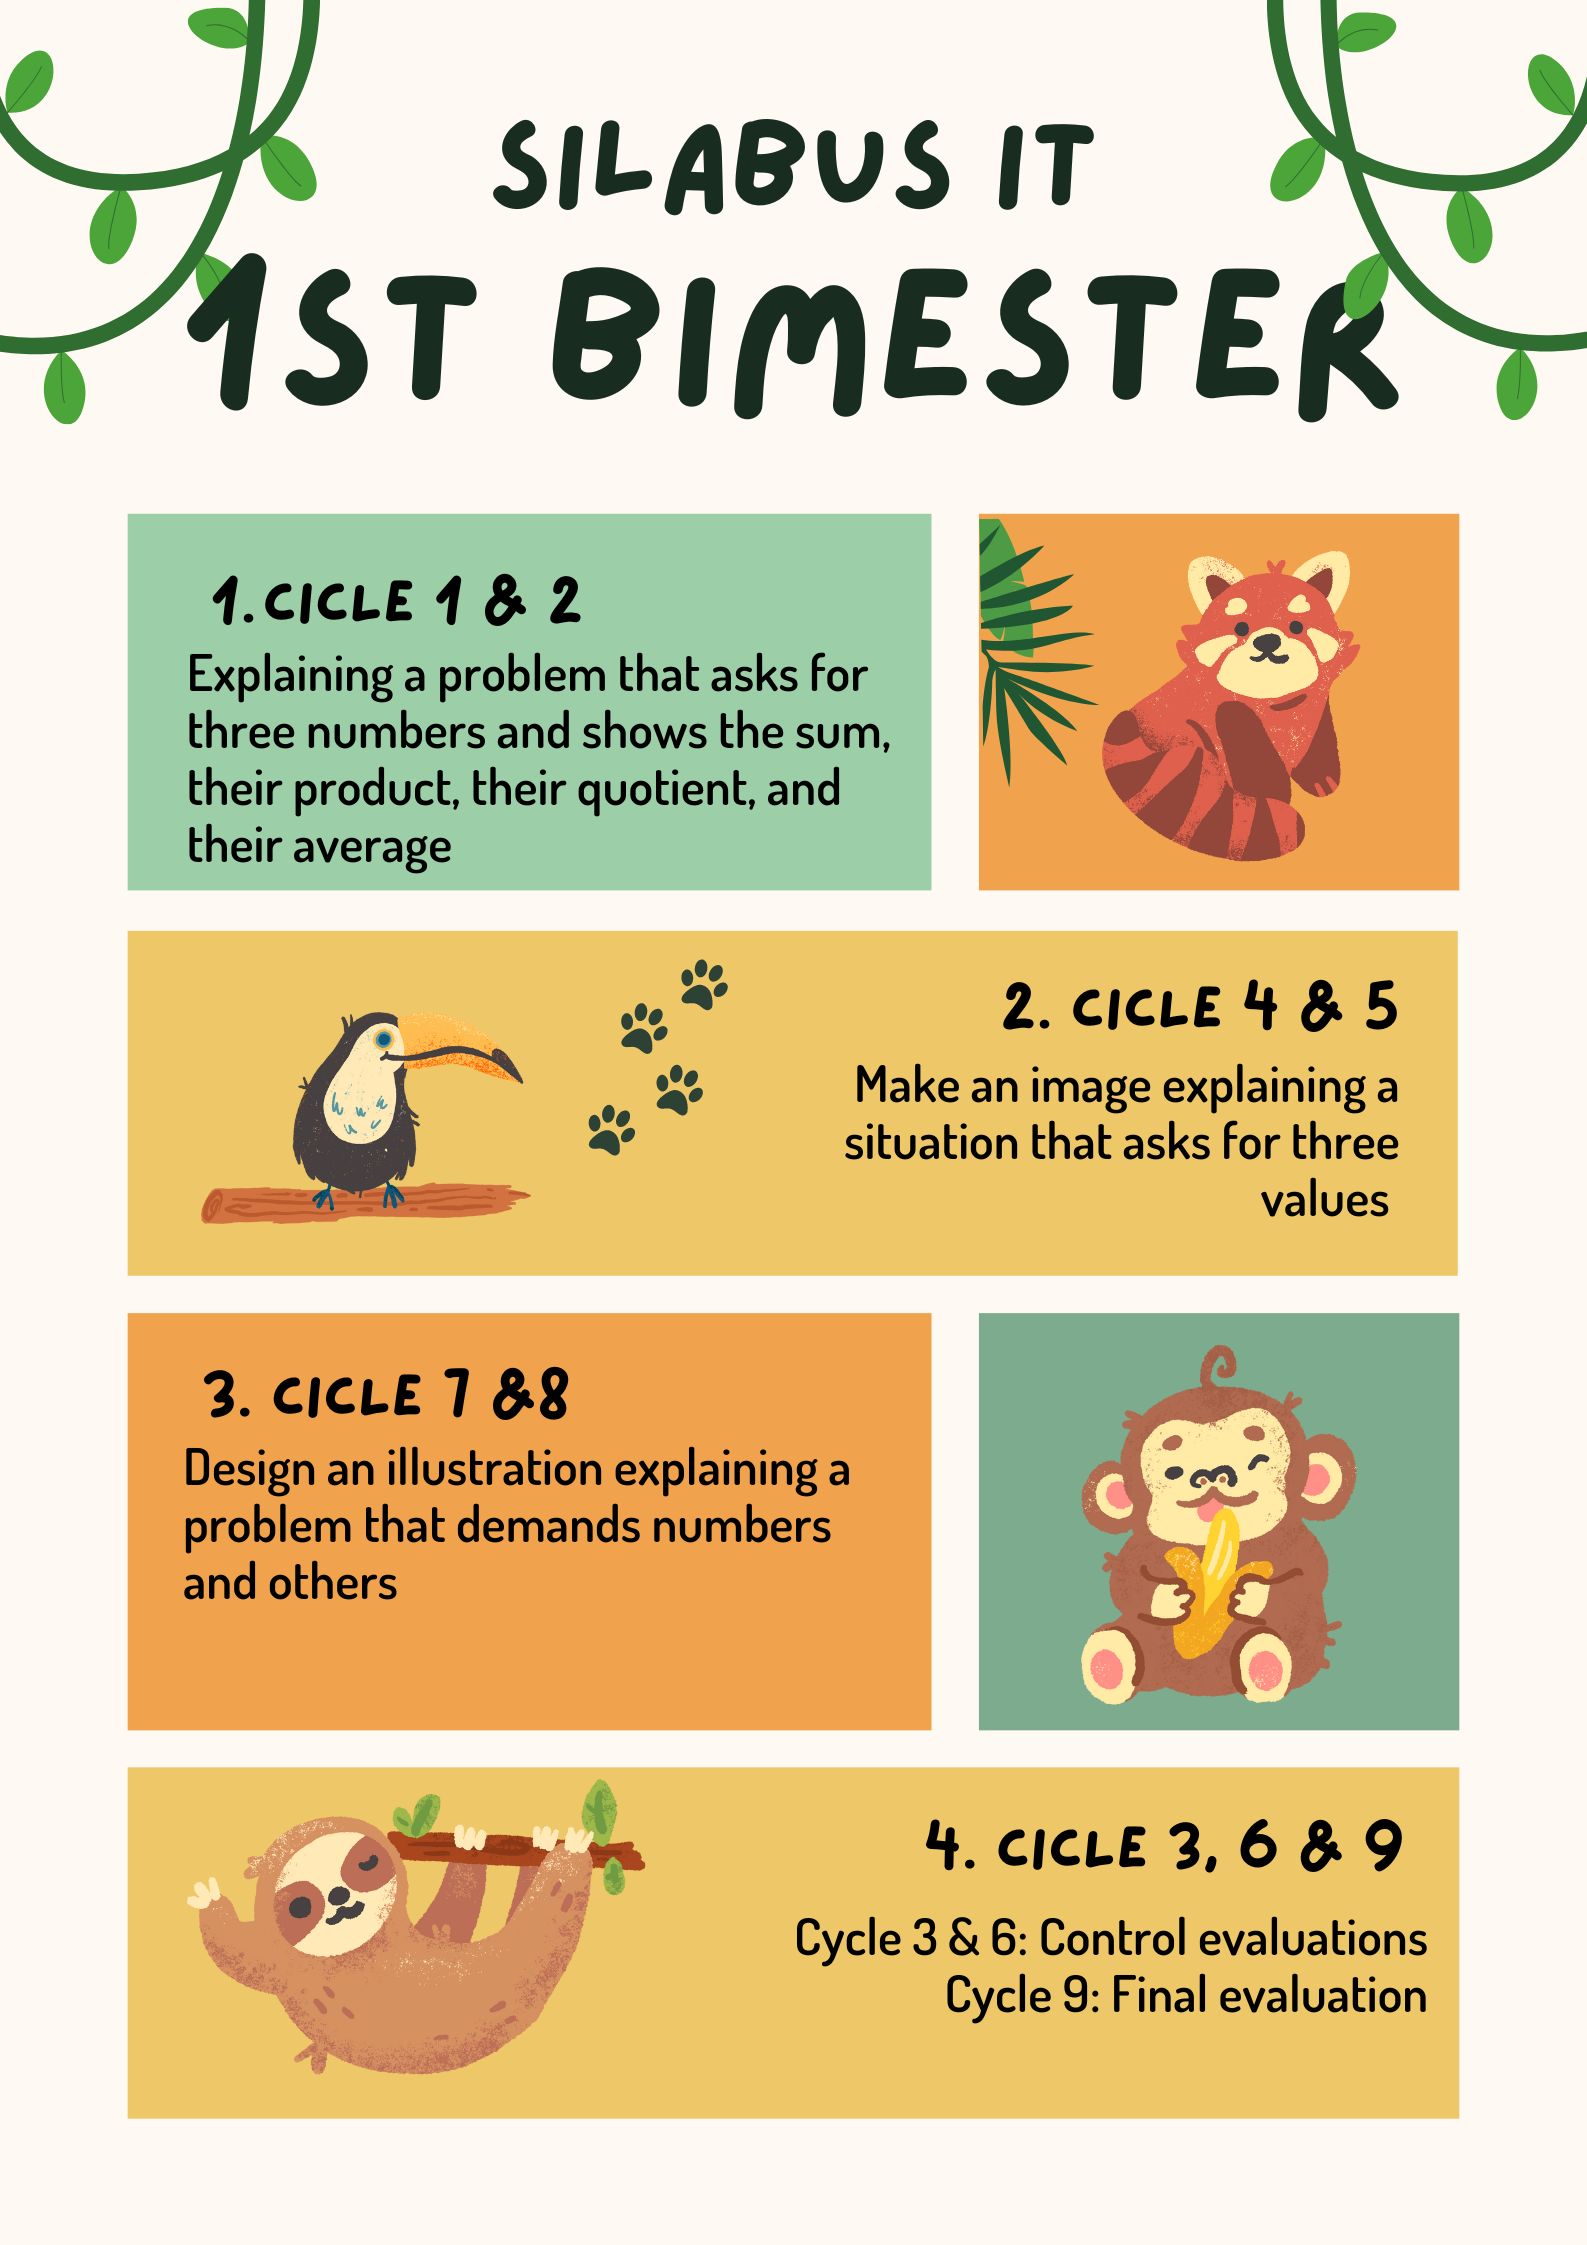 SILABUS IT
1ST BIMESTER
1. CICLE 1 & 2
Explaining a problem that asks for
three numbers and shows the sum,
their product, their quotient, and
their average
2. CICLE 4 & 5
Make an image explaining a
situation that asks for three
values
3. CICLE 7 &8
Design an illustration explaining a
problem that demands numbers
and others
4. CICLE 3, 6 & 9
Cycle 3 & 6: Control evaluations
Cycle 9: Final evaluation